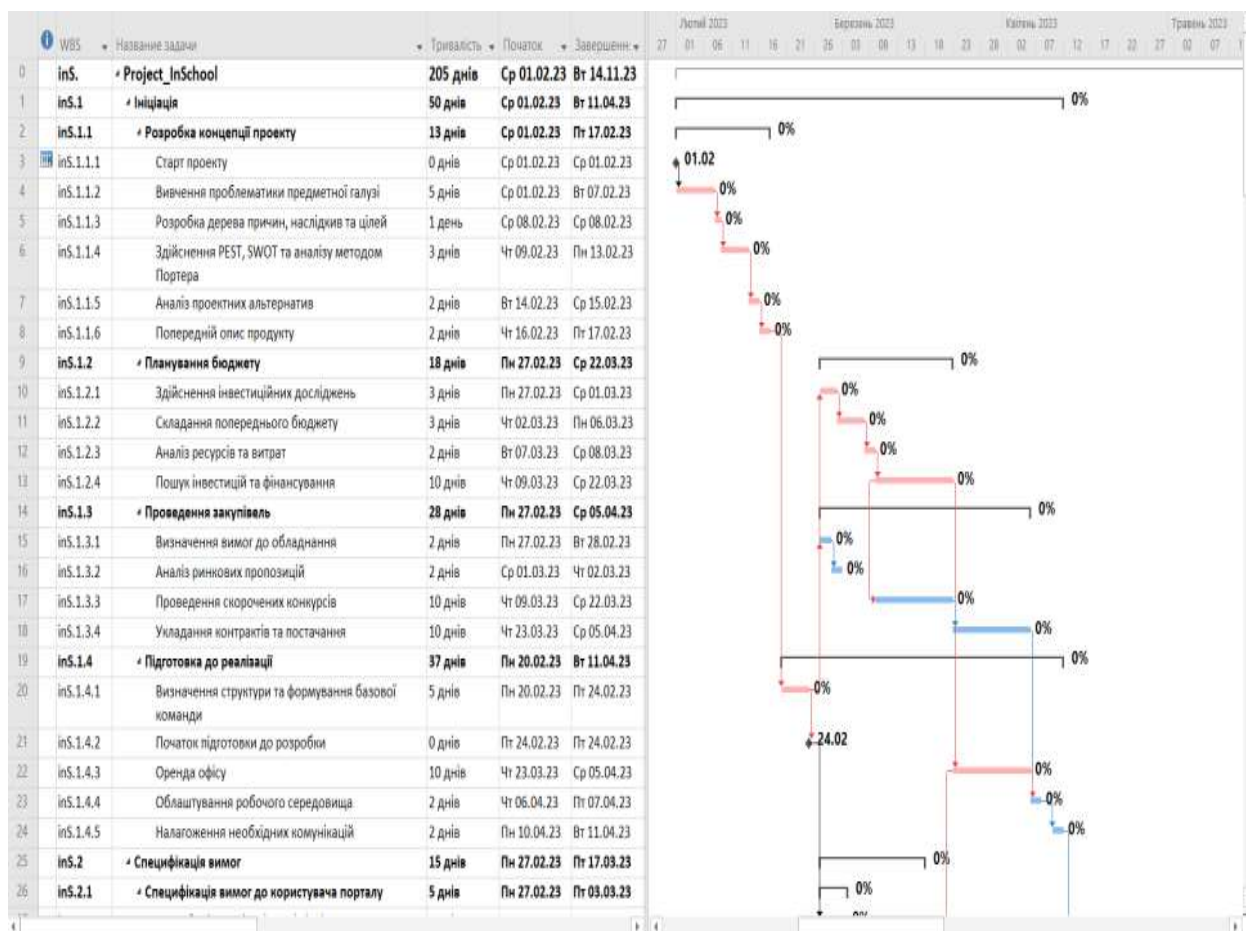 Лютий 2023 Березень 2023 Квітень 2023 Травень 2023
WBS Название задачи Тривалість Початок Завершенн: 27 01 06 11 16 21 26 03 08 13 18 23 28 02 07 12 17 22 27 02 07 1
0 inS. Project_InSchool 205 днів Ср 01.02.23 Вт 14.11.23
1 inS.1 Ініціація 50 днів Ср 01.02.23 Вт 11.04.23 0%
2 inS.1.1 Розробка концепції проекту 13 днів Ср 01.02.23 Пт 17.02.23 0%
3 inS.1.1.1 Старт проекту 0 днів Ср 01.02.23 Ср 01.02.23 01.02
4 inS.1.1.2 Вивчення проблематики предметної галузі 5 днів Ср 01.02.23 Вт 07.02.23 0%
5 inS.1.1.3 Розробка дерева причин, наслідкив та цілей 1 день Ср 08.02.23 Ср 08.02.23 0%
6 inS.1.1.4 Здійснення PEST, SWOT та аналізу методом 3 днів Чт 09.02.23 Пн 13.02.23 0%
Портера
7 inS.1.1.5 Аналіз проектних альтернатив 2 днів Вт 14.02.23 Ср 15.02.23 0%
8 inS.1.1.6 Попередній опис продукту 2 днів Чт 16.02.23 Пт 17.02.23 0%
9 inS.1.2 Планування бюджету 18 днів Пн 27.02.23 Ср 22.03.23 0%
10 inS.1.2.1 Здійснення інвестиційних досліджень 3 днів Пн 27.02.23 Ср 01.03.23 0%
11 inS.1.2.2 Складання попереднього бюджету 3 днів Чт 02.03.23 Пн 06.03.23 0%
12 inS.1.2.3 Аналіз ресурсів та витрат 2 днів Вт 07.03.23 Ср 08.03.23 0%
13 inS.1.2.4 Пошук інвестицій та фінансування 10 днів Чт 09.03.23 Ср 22.03.23 0%
14 inS.1.3 Проведення закупівель 28 днів Пн 27.02.23 Ср 05.04.23 0%
15 inS.1.3.1 Визначення вимог до обладнання 2 днів Пн 27.02.23 Вт 28.02.23 0%
16 inS.1.3.2 Аналіз ринкових пропозицій 2 днів Ср 01.03.23 Чт 02.03.23 0%
17 inS.1.3.3 Проведення скорочених конкурсів 10 днів Чт 09.03.23 Ср 22.03.23 0%
18 inS.1.3.4 Укладання контрактів та постачання 10 днів Чт 23.03.23 Ср 05.04.23 0%
19 inS.1.4 Підготовка до реалізації 37 днів Пн 20.02.23 Вт 11.04.23 0%
20 inS.1.4.1 Визначення структури та формування базової 5 днів Пн 20.02.23 Пт 24.02.23 0%
команди
21 inS.1.4.2 Початок підготовки до розробки 0 днів Пт 24.02.23 Пт 24.02.23 24.02
22 inS.1.4.3 Оренда офісу 10 днів Чт 23.03.23 Ср 05.04.23 0%
23 inS.1.4.4 Облаштування робочого середовища 2 днів Чт 06.04.23 Пт 07.04.23 0%
24 inS.1.4.5 Налагоження необхідних комунікацій 2 днів Пн 10.04.23 Вт 11.04.23 0%
25 inS.2 Специфікація вимог 15 днів Пн 27.02.23 Пт 17.03.23 0%
26 inS.2.1 Специфікація вимог до користувача порталу 5 днів Пн 27.02.23 Пт 03.03.23 0%